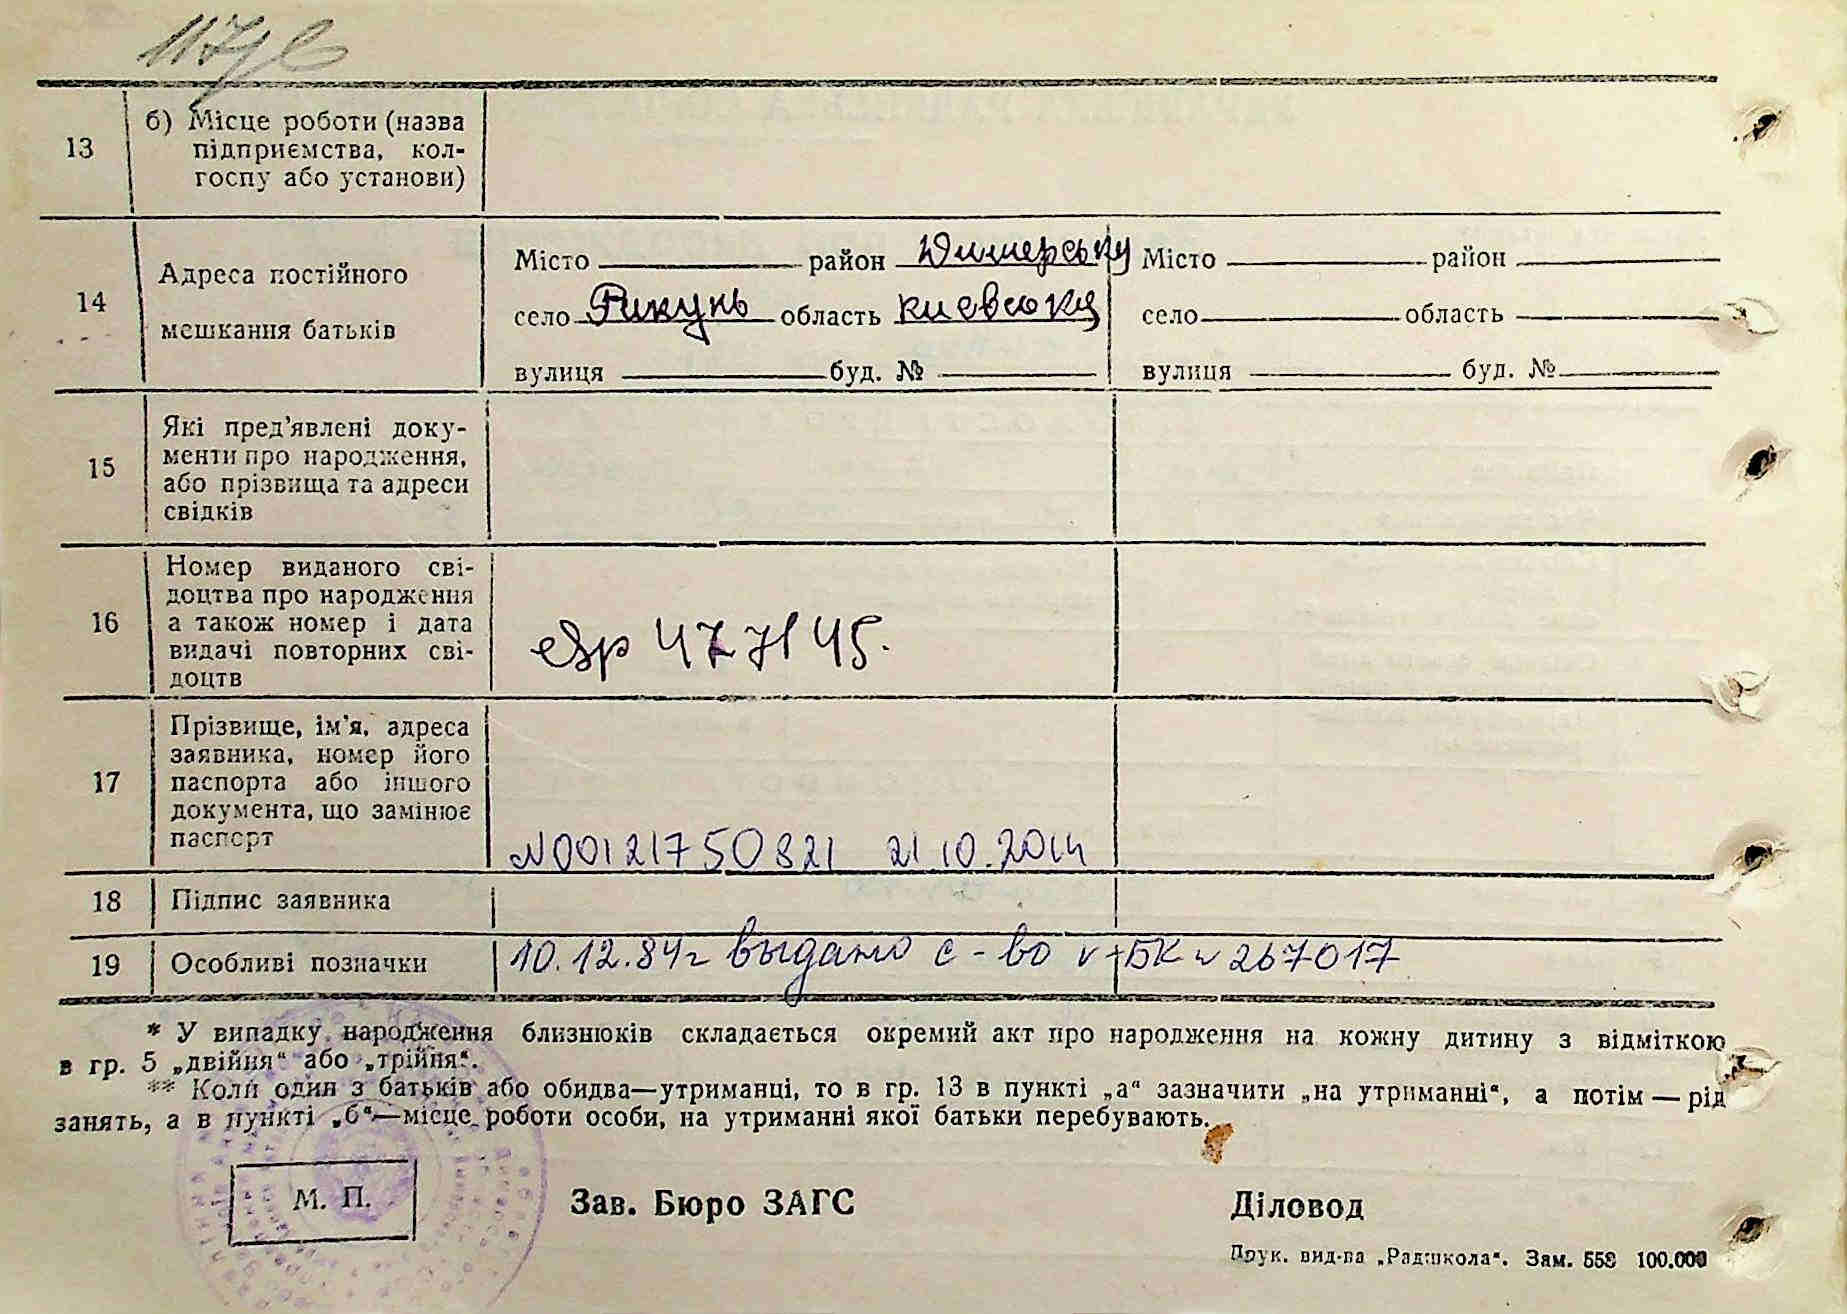 13
б) Місце роботи (назва
підприємства, кол-
госпу або установи)
14
Адреса постійного
мешкання батьків
Місто район Димерську
село Рикунь область киевска
вулиця буд. №
Місто район
село область
вулиця буд. №
15
Які пред'явлені доку-
менти про народження,
або прізвища та адреси
свідків
16
Номер виданого сві-
доцтва про народження
а також номер і дата
видачі повторних сві-
доцтв
477145.
17
Прізвище, ім'я, адреса
заявника, номер його
паспорта або іншого
документа, що замінює
паспорт
N00121750821 21.10.2014
18
Підпис заявника
19
Особливі позначки
10.12.84г выдано с-во V-БК N 267017
* У випадку народження близнюків складається окремий акт про народження на кожну дитину з відміткою
в гр. 5 „двійня“ або „трійня“.
** Коли один з батьків або обидва—утриманці, то в гр. 13 в пункті „а“ зазначити „на утриманні“, а потім — рід
занять, а в пункті „б“—місце роботи особи, на утриманні якої батьки перебувають.
М. П.
Зав. Бюро ЗАГС
Діловод
Прук. вид-ва „Радшкола“. Зам. 558 100.000